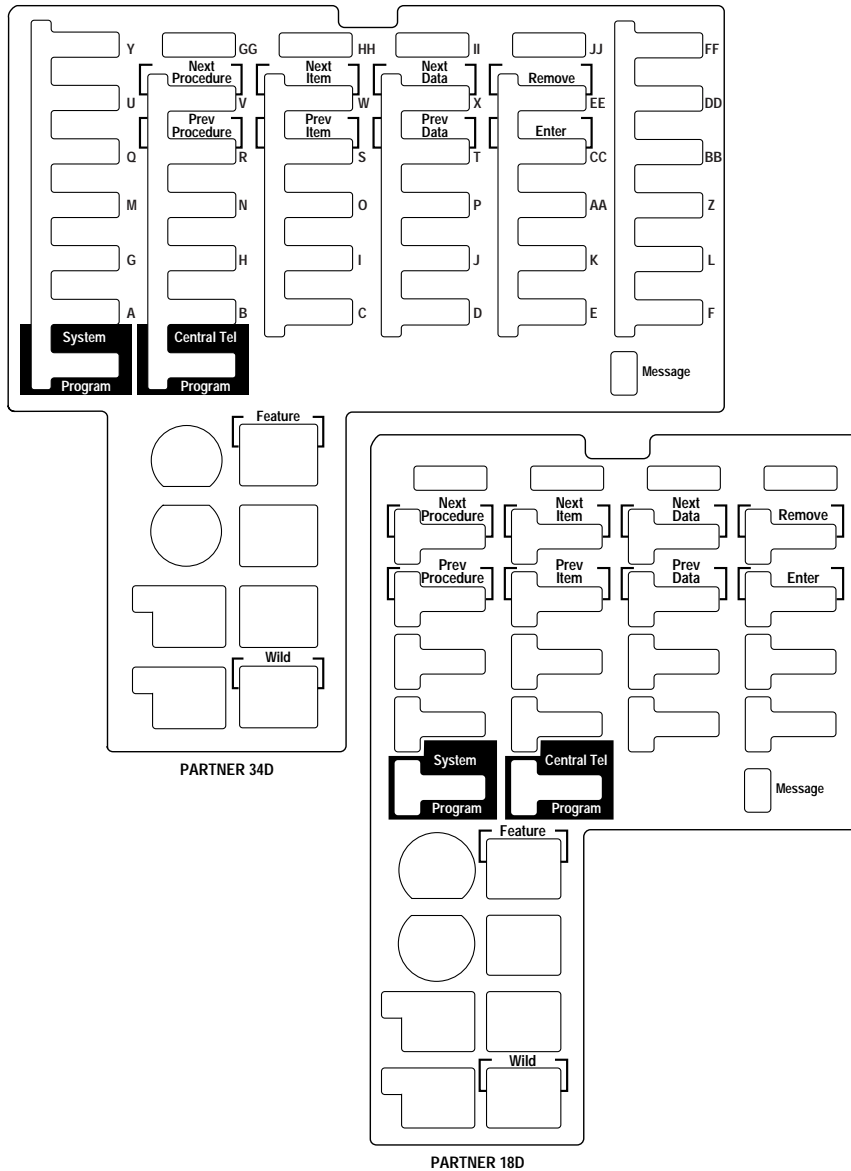 Y GG HH II JJ FF
Next Procedure Next Item Next Data Remove
U V W X EE DD
Prev Procedure Prev Item Prev Data Enter
Q R S T CC BB
M N O P AA Z
G H I J K L
A B C D E F
System Central Tel
Program Program
Message
Feature
Wild
PARTNER 34D
Next Procedure Next Item Next Data Remove
Prev Procedure Prev Item Prev Data Enter
System Central Tel
Program Program
Message
Feature
Wild
PARTNER 18D